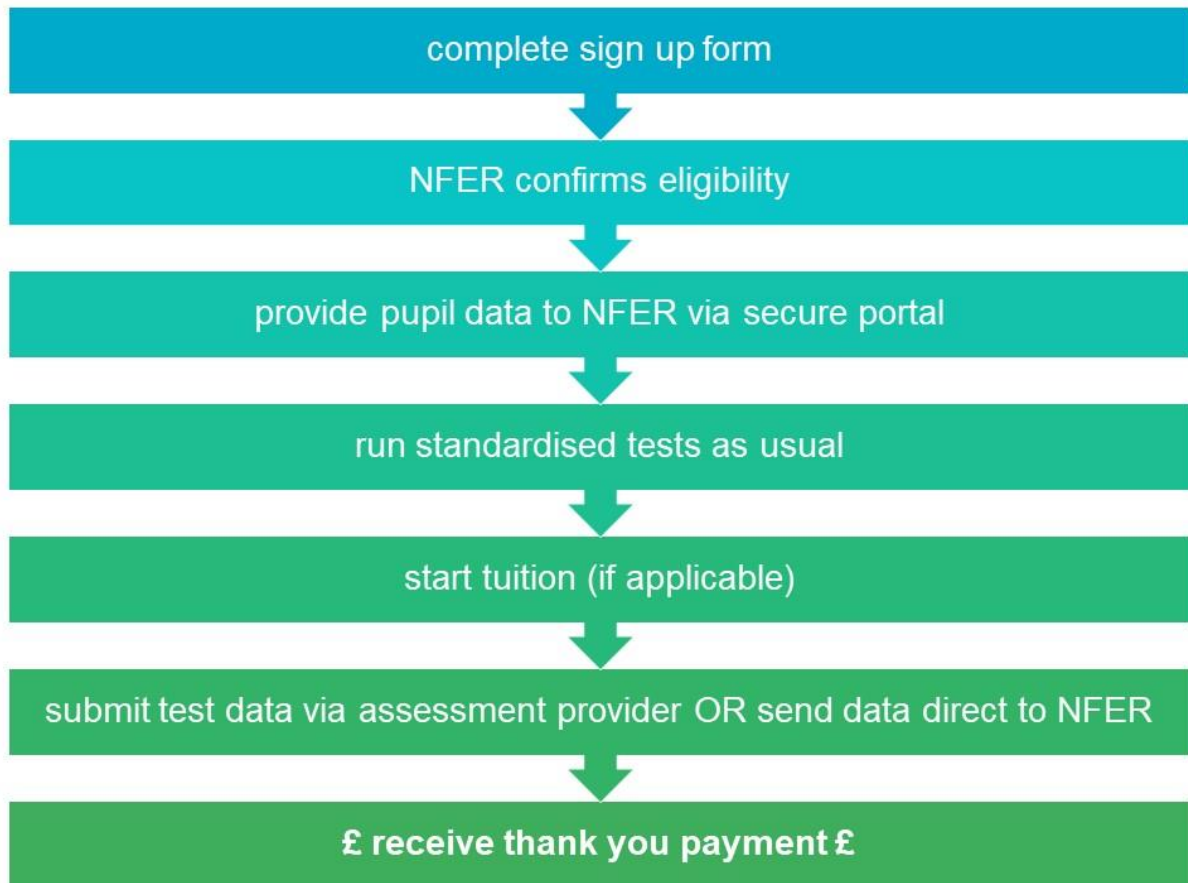 complete sign up form
NFER confirms eligibility
provide pupil data to NFER via secure portal
run standardised tests as usual
start tuition (if applicable)
submit test data via assessment provider OR send data direct to NFER
£ receive thank you payment £